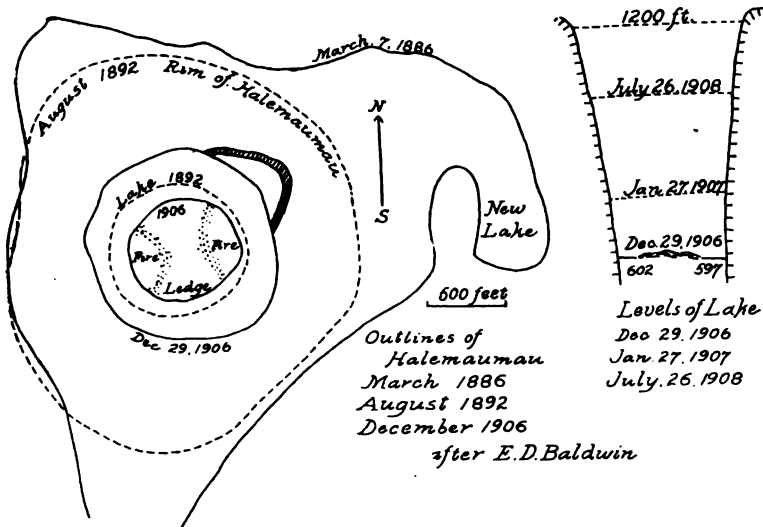 March. 7. 1886
August 1892 Rim of Halemaumau
N
S
Lake 1892
1906
Fire
Fire
Ledge
Dec 29, 1906
New
Lake
600 feet
Outlines of
Halemaumau
March 1886
August 1892
December 1906
after E.D. Baldwin
1200 ft.
July 26, 1908
Jan. 27, 1907
Dec. 29, 1906
602 597
Levels of Lake
Dec 29. 1906
Jan. 27. 1907
July. 26. 1908